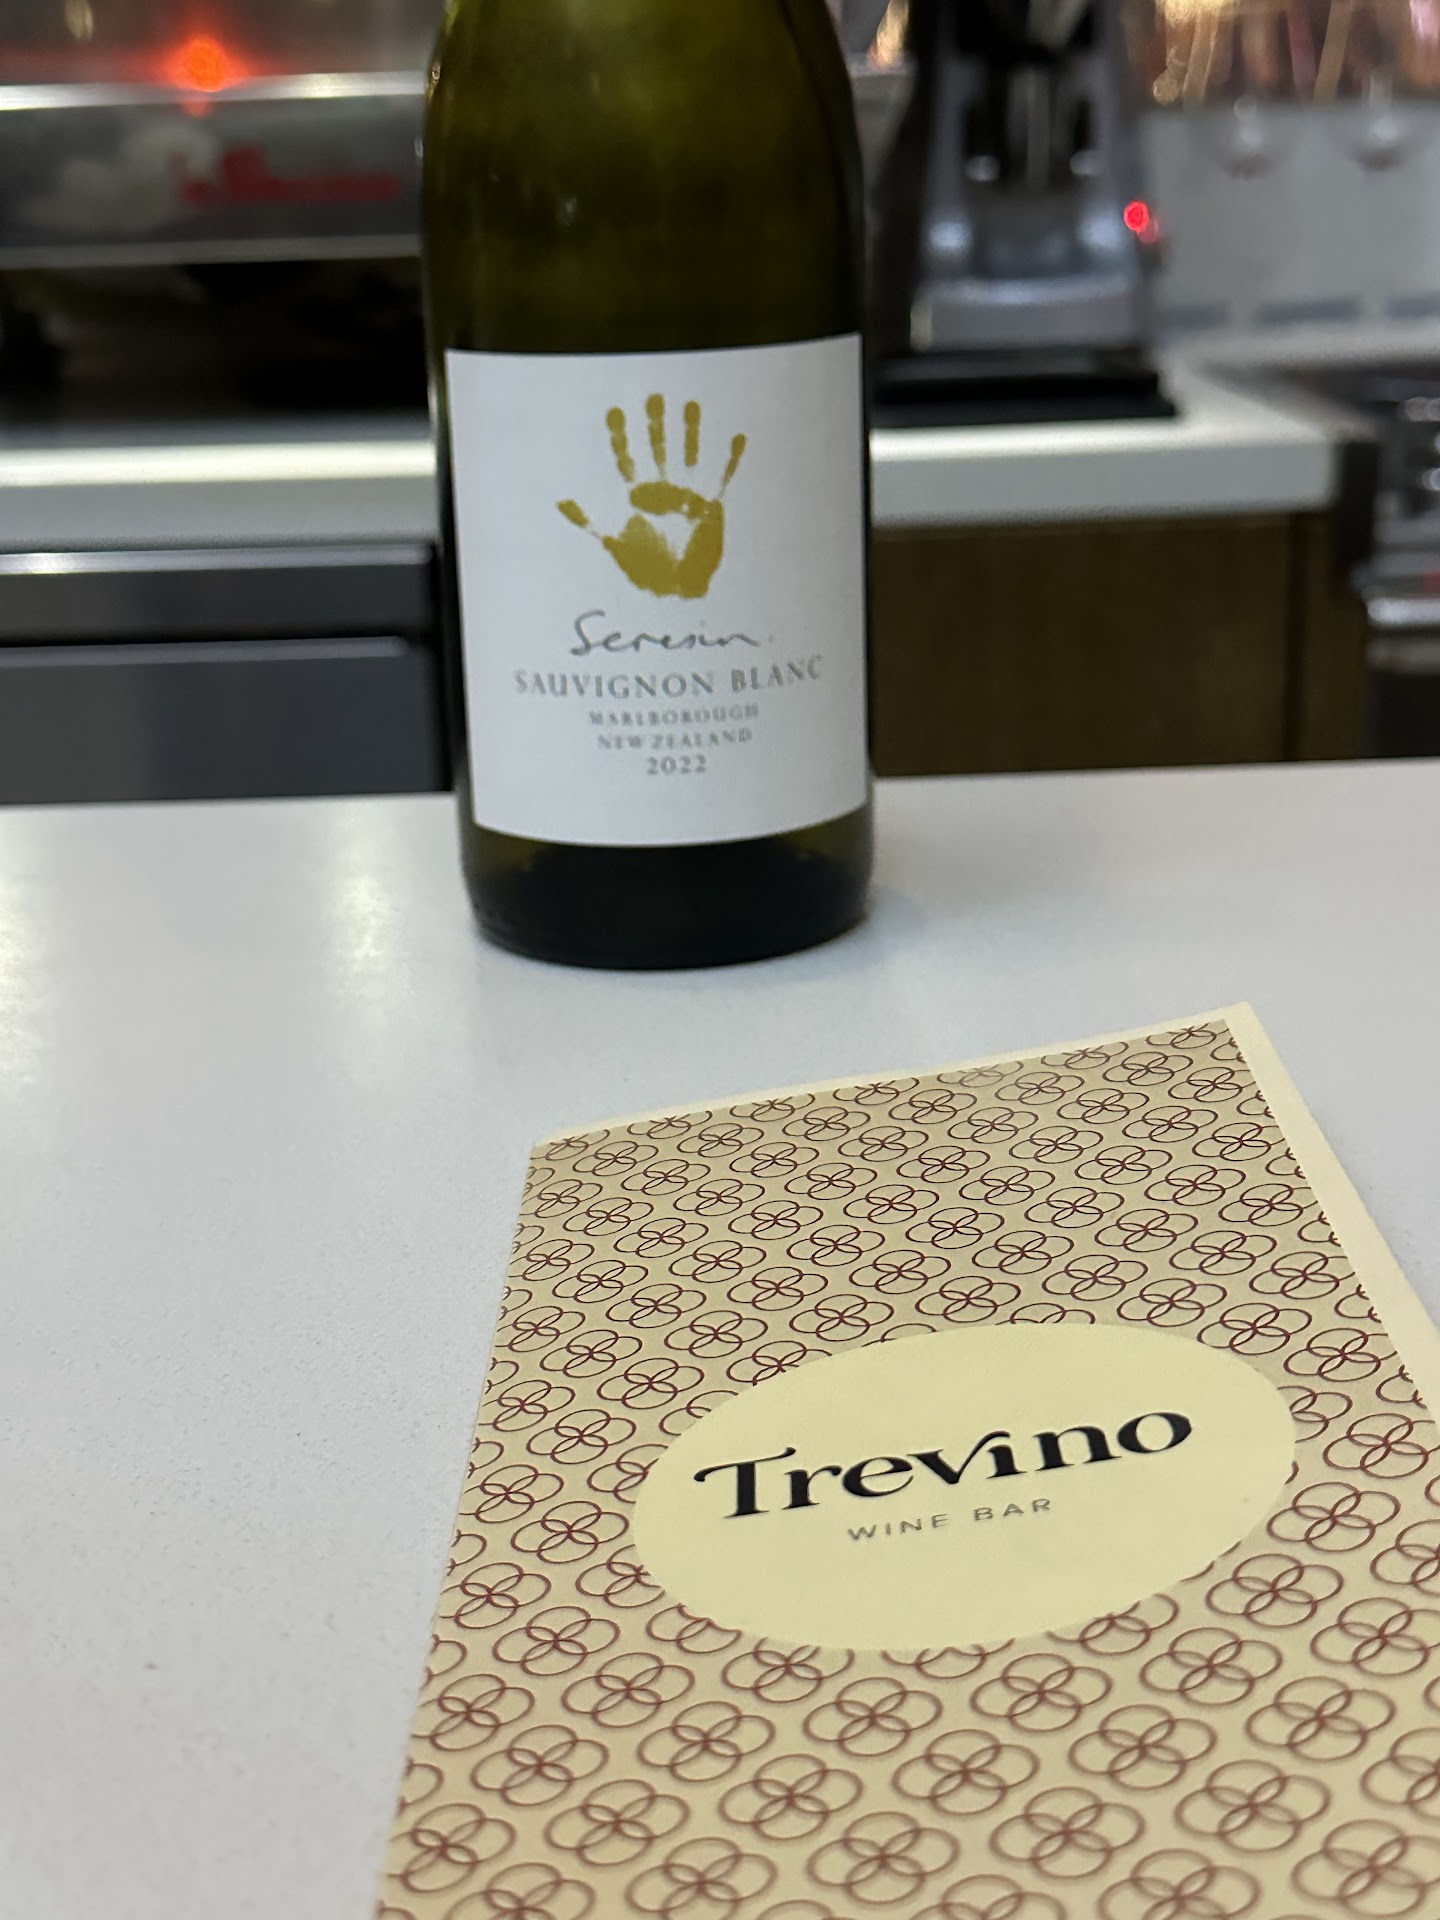 Seresin
SAUVIGNON BLANC
MARLBOROUGH
NEW ZEALAND
2022
Trevino
WINE BAR